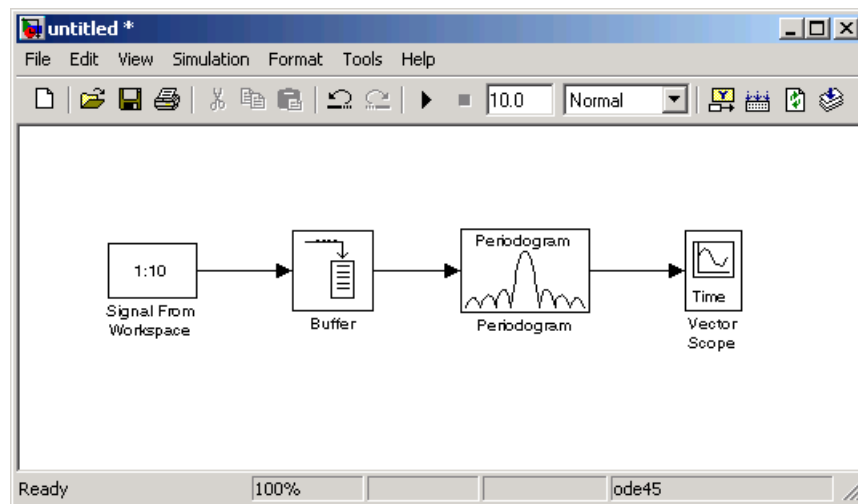 untitled *
File Edit View Simulation Format Tools Help
10.0 Normal
1:10
Signal From
Workspace
Buffer
Periodogram
Periodogram
Time
Vector
Scope
Ready 100% ode45